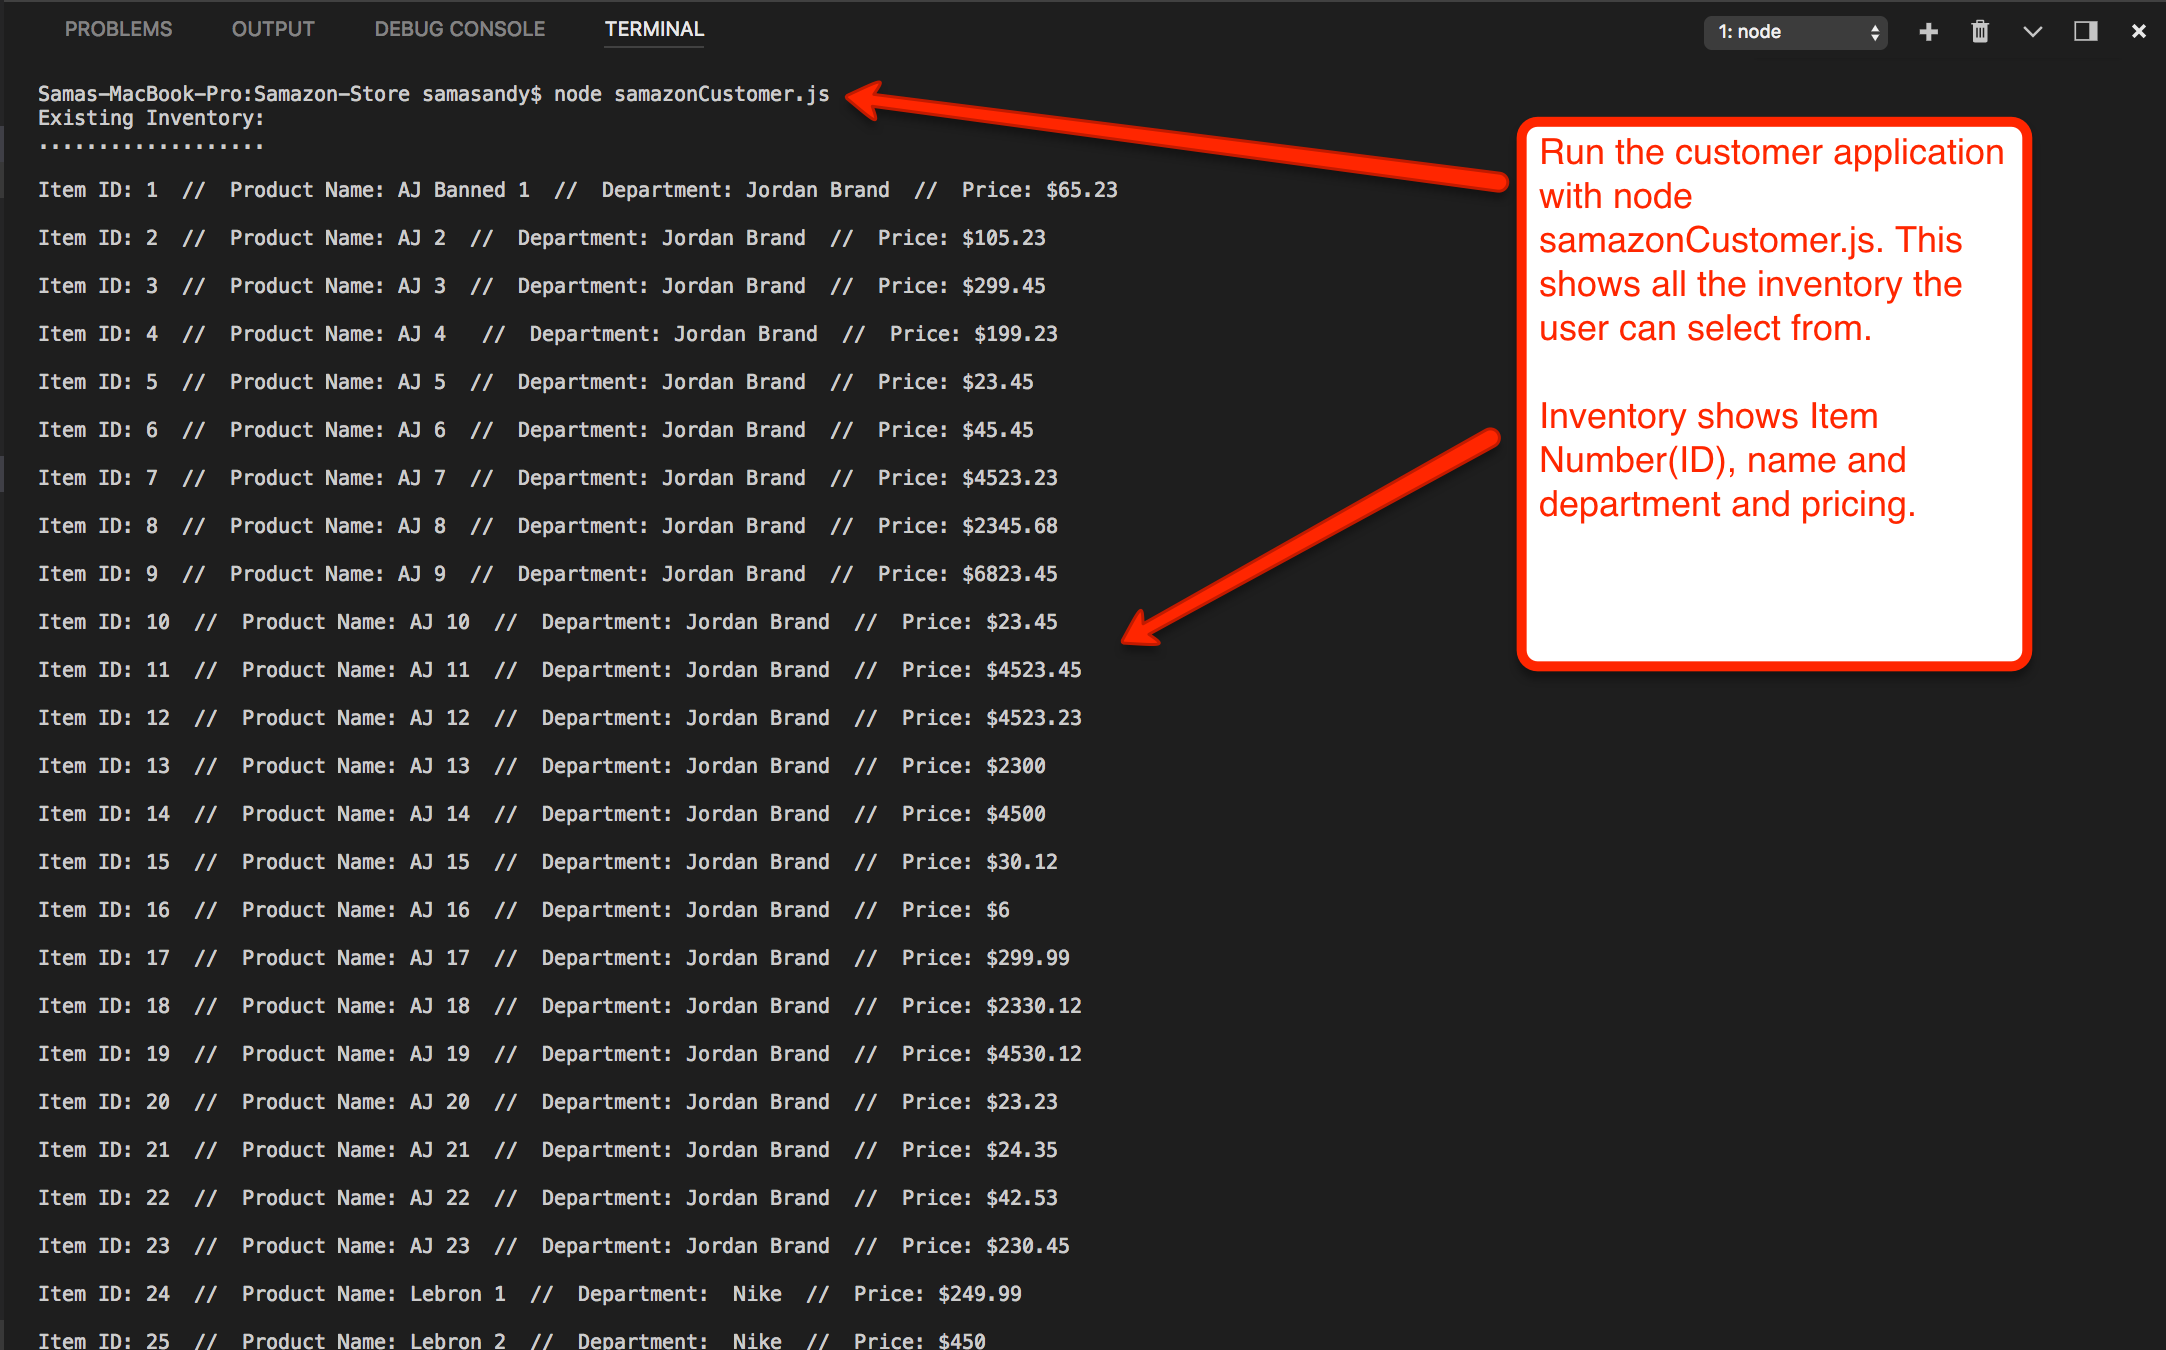 PROBLEMS OUTPUT DEBUG CONSOLE TERMINAL 1: node
Samas-MacBook-Pro:Samazon-Store samasandy$ node samazonCustomer.js
Existing Inventory:
...................
Item ID: 1  //  Product Name: AJ Banned 1  //  Department: Jordan Brand  //  Price: $65.23
Item ID: 2  //  Product Name: AJ 2  //  Department: Jordan Brand  //  Price: $105.23
Item ID: 3  //  Product Name: AJ 3  //  Department: Jordan Brand  //  Price: $299.45
Item ID: 4  //  Product Name: AJ 4   //  Department: Jordan Brand  //  Price: $199.23
Item ID: 5  //  Product Name: AJ 5  //  Department: Jordan Brand  //  Price: $23.45
Item ID: 6  //  Product Name: AJ 6  //  Department: Jordan Brand  //  Price: $45.45
Item ID: 7  //  Product Name: AJ 7  //  Department: Jordan Brand  //  Price: $4523.23
Item ID: 8  //  Product Name: AJ 8  //  Department: Jordan Brand  //  Price: $2345.68
Item ID: 9  //  Product Name: AJ 9  //  Department: Jordan Brand  //  Price: $6823.45
Item ID: 10  //  Product Name: AJ 10  //  Department: Jordan Brand  //  Price: $23.45
Item ID: 11  //  Product Name: AJ 11  //  Department: Jordan Brand  //  Price: $4523.45
Item ID: 12  //  Product Name: AJ 12  //  Department: Jordan Brand  //  Price: $4523.23
Item ID: 13  //  Product Name: AJ 13  //  Department: Jordan Brand  //  Price: $2300
Item ID: 14  //  Product Name: AJ 14  //  Department: Jordan Brand  //  Price: $4500
Item ID: 15  //  Product Name: AJ 15  //  Department: Jordan Brand  //  Price: $30.12
Item ID: 16  //  Product Name: AJ 16  //  Department: Jordan Brand  //  Price: $6
Item ID: 17  //  Product Name: AJ 17  //  Department: Jordan Brand  //  Price: $299.99
Item ID: 18  //  Product Name: AJ 18  //  Department: Jordan Brand  //  Price: $2330.12
Item ID: 19  //  Product Name: AJ 19  //  Department: Jordan Brand  //  Price: $4530.12
Item ID: 20  //  Product Name: AJ 20  //  Department: Jordan Brand  //  Price: $23.23
Item ID: 21  //  Product Name: AJ 21  //  Department: Jordan Brand  //  Price: $24.35
Item ID: 22  //  Product Name: AJ 22  //  Department: Jordan Brand  //  Price: $42.53
Item ID: 23  //  Product Name: AJ 23  //  Department: Jordan Brand  //  Price: $230.45
Item ID: 24  //  Product Name: Lebron 1  //  Department:  Nike  //  Price: $249.99
Item ID: 25  //  Product Name: Lebron 2  //  Department:  Nike  //  Price: $450
Run the customer application
with node
samazonCustomer.js. This
shows all the inventory the
user can select from.
Inventory shows Item
Number(ID), name and
department and pricing.